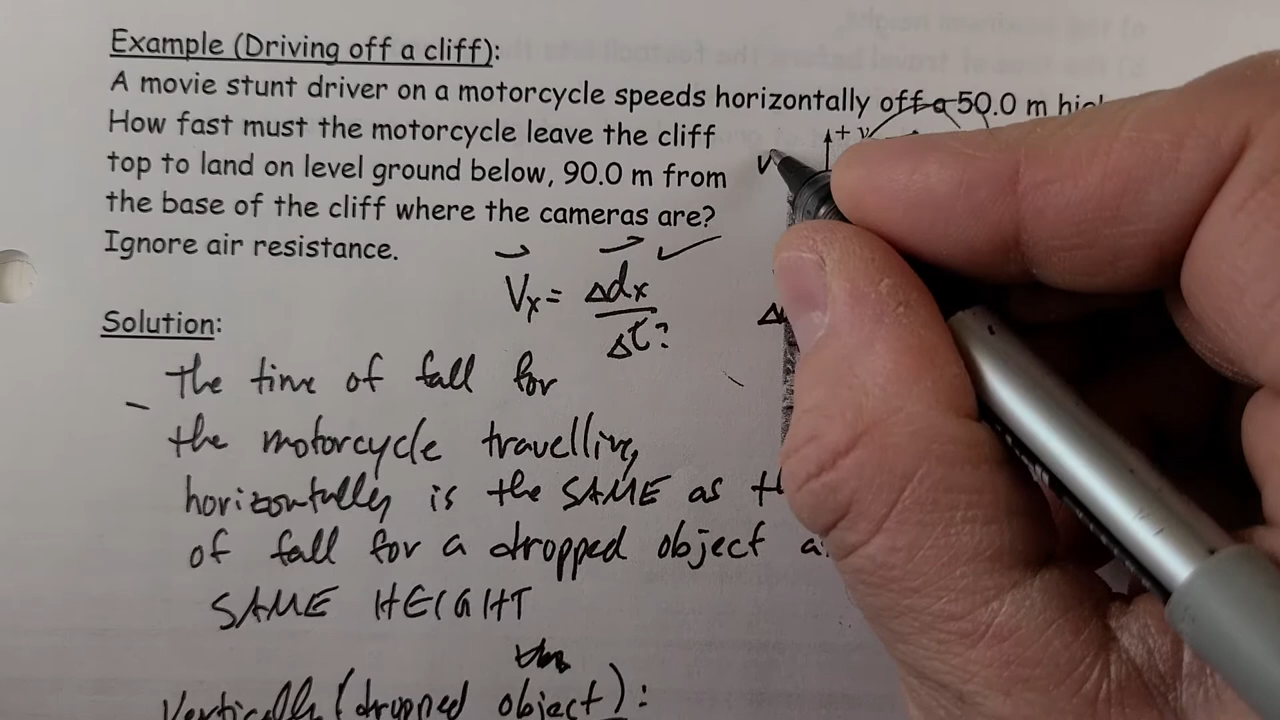 Example (Driving off a cliff):
A movie stunt driver on a motorcycle speeds horizontally off a 50.0 m
How fast must the motorcycle leave the cliff
+ y
top to land on level ground below, 90.0 m from
V
the base of the cliff where the cameras are?
Ignore air resistance.
Vx = Δdx / Δt?
Δ
Solution:
the time of fall for
the motorcycle travelling
horizontally is the SAME as
of fall for a dropped object
SAME HEIGHT
Vertically (dropped object):